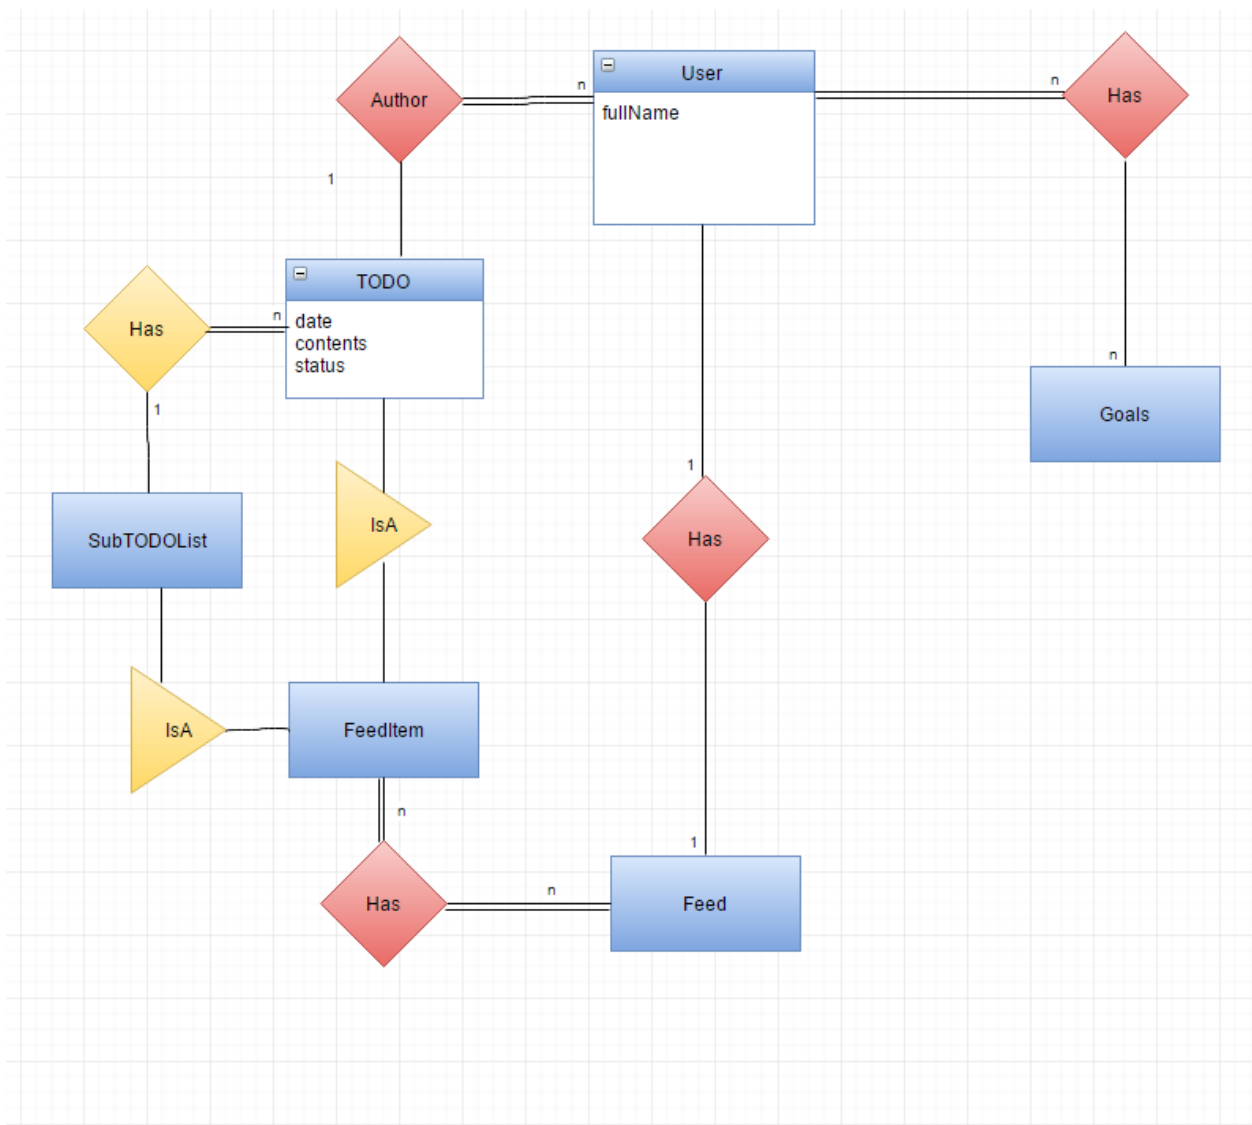 Author
n
User
fullName
n
Has
1
TODO
date
contents
status
Has
n
1
n
Goals
SubTODOList
IsA
1
Has
IsA
FeedItem
n
1
Has
n
Feed